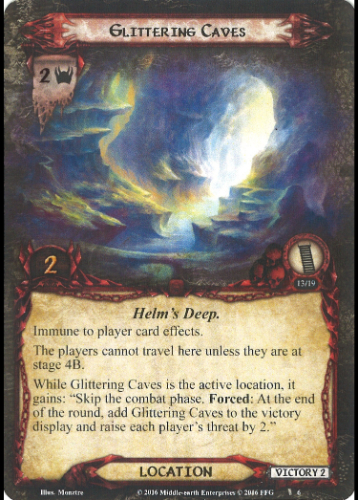 Glittering Caves
2
2
13/19
Helm's Deep.
Immune to player card effects.
The players cannot travel here unless they are at
stage 4B.
While Glittering Caves is the active location, it
gains: "Skip the combat phase. Forced: At the end
of the round, add Glittering Caves to the victory
display and raise each player's threat by 2."
LOCATION
VICTORY 2
Illus. Monztre
© 2016 Middle-earth Enterprises © 2016 FFG
6